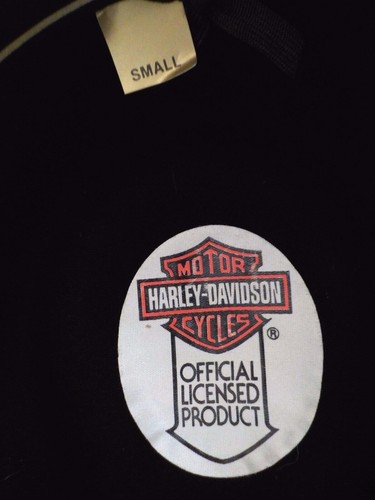 SMALL
MOTOR
HARLEY-DAVIDSON
CYCLES
®
OFFICIAL
LICENSED
PRODUCT